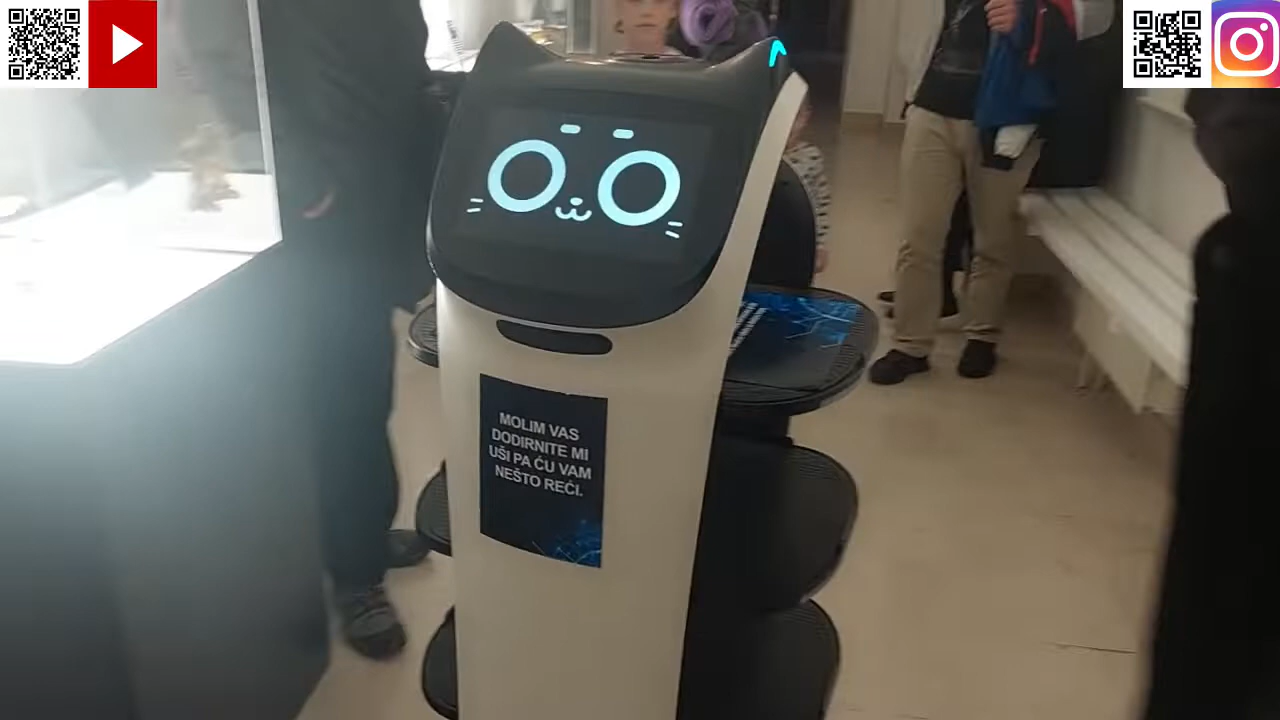 MOLIM VAS
DODIRNITE MI
UŠI PA ĆU VAM
NEŠTO REĆI.